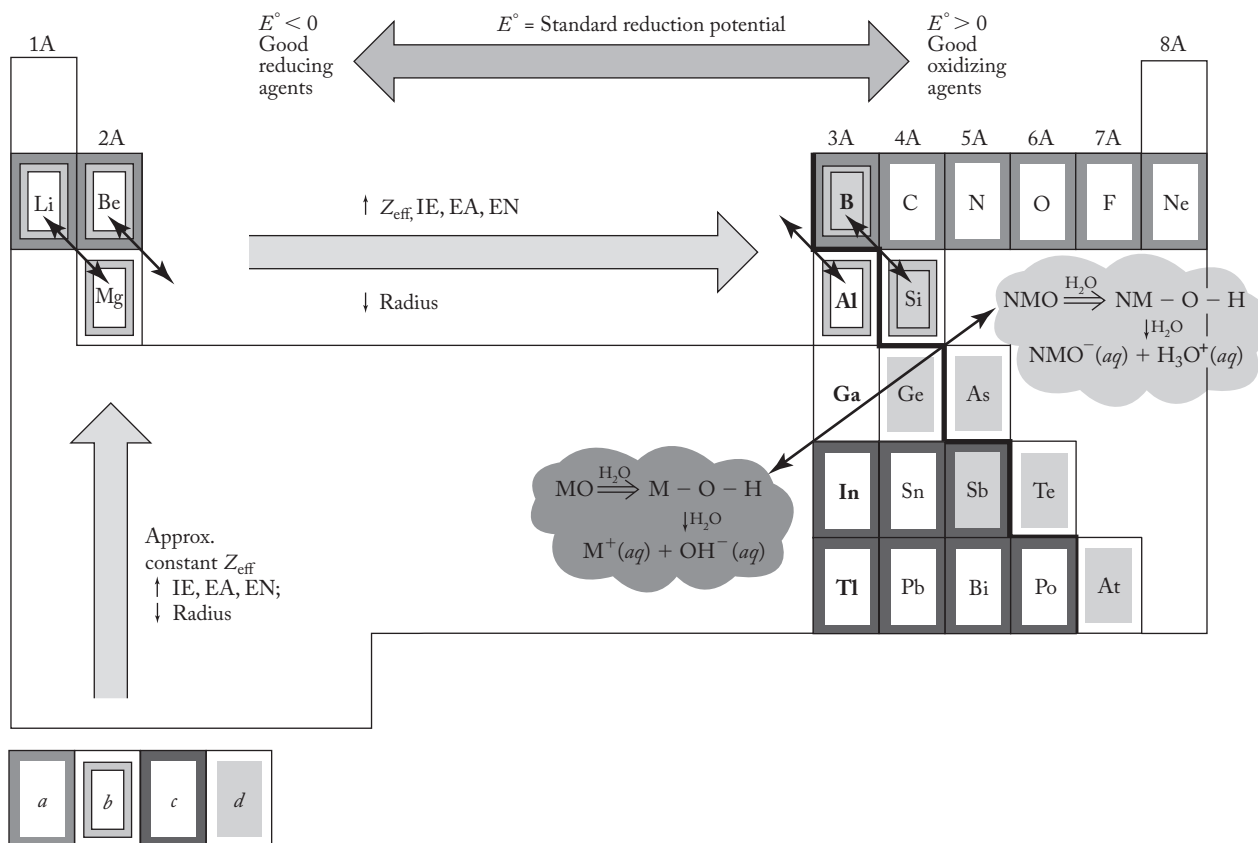 E° < 0
Good
reducing
agents
E° = Standard reduction potential
E° > 0
Good
oxidizing
agents
1A
8A
2A
3A 4A 5A 6A 7A
Li Be
B C N O F Ne
↑ Z_eff, IE, EA, EN
Mg
↓ Radius
Al Si
NMO ⇒ H₂O NM – O – H
↓H₂O
NMO⁻(aq) + H₃O⁺(aq)
Ga Ge As
MO ⇒ H₂O M – O – H
↓H₂O
M⁺(aq) + OH⁻(aq)
In Sn Sb Te
Approx.
constant Z_eff
↑ IE, EA, EN;
↓ Radius
Tl Pb Bi Po At
a b c d